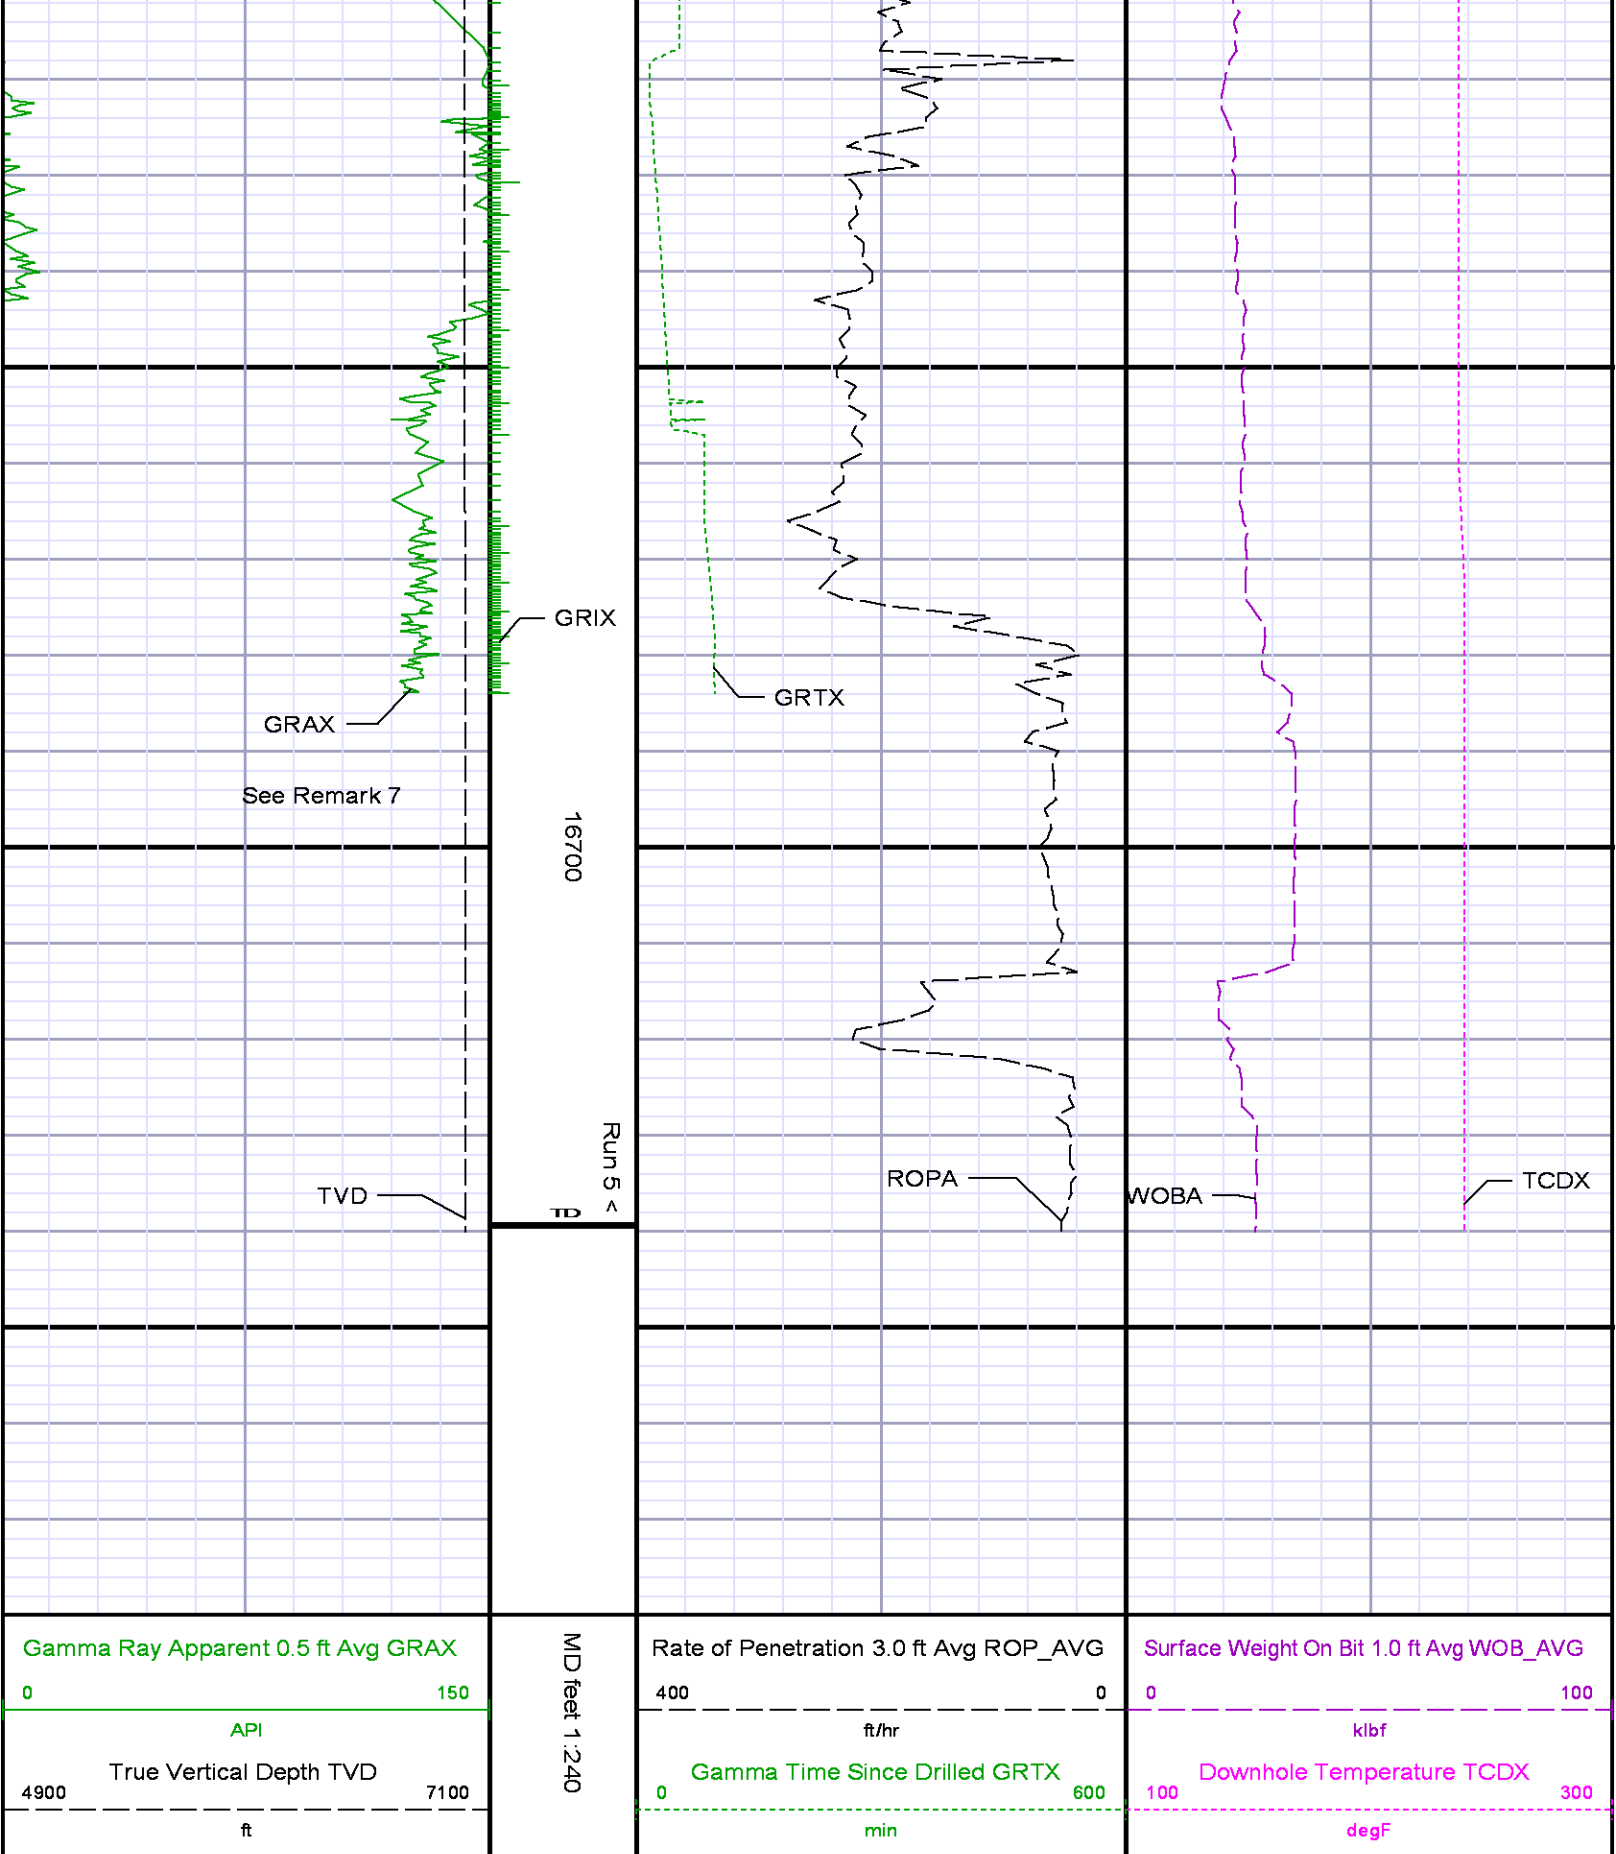 GRIX
GRTX
GRAX
See Remark 7
16700
Run 5 <
ROPA
TCDX
TVD
WOBA
TD
Gamma Ray Apparent 0.5 ft Avg GRAX
0 150
API
True Vertical Depth TVD
4900 7100
ft
MD feet 1:240
Rate of Penetration 3.0 ft Avg ROP_AVG
400 0
ft/hr
Gamma Time Since Drilled GRTX
0 600
min
Surface Weight On Bit 1.0 ft Avg WOB_AVG
0 100
klbf
Downhole Temperature TCDX
100 300
degF